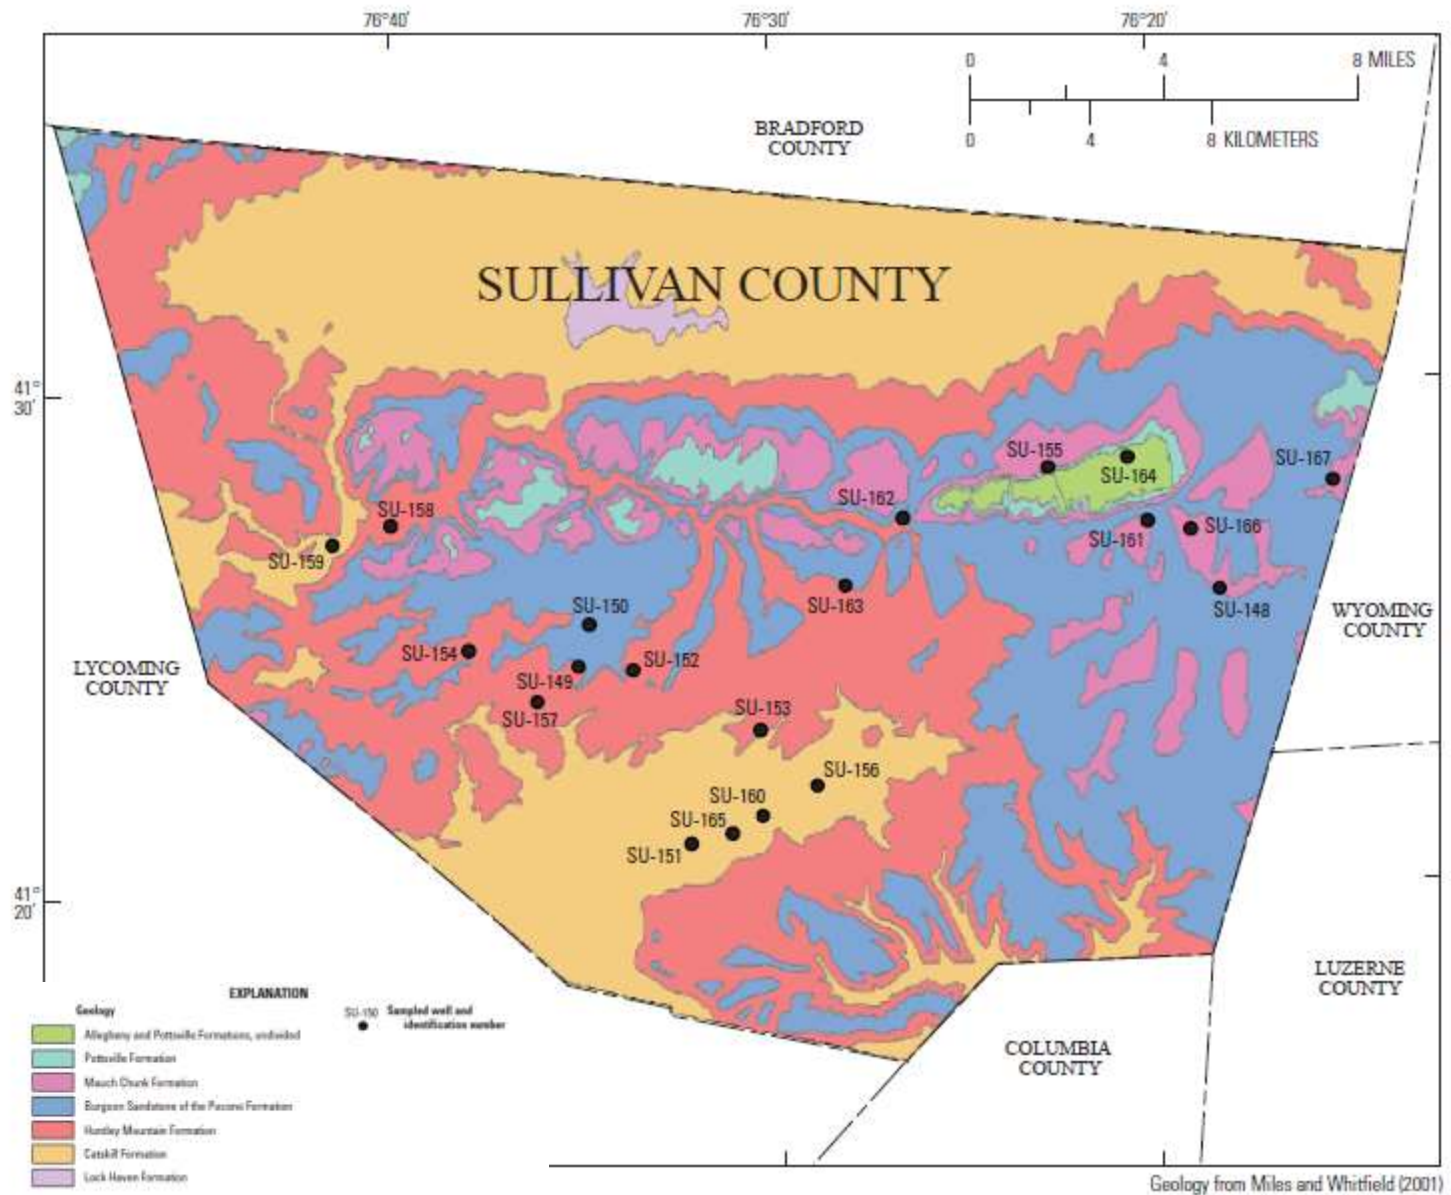 76°40′ 76°30′ 76°20′
0 4 8 MILES
0 4 8 KILOMETERS
BRADFORD
COUNTY
SULLIVAN COUNTY
41°
30′
SU-155
SU-164
SU-167
SU-162
SU-158
SU-166
SU-161
SU-159
SU-150
SU-163
SU-148
WYOMING
COUNTY
SU-154
SU-152
LYCOMING
COUNTY
SU-149
SU-157
SU-153
SU-156
SU-160
SU-165
SU-151
41°
20′
LUZERNE
COUNTY
COLUMBIA
COUNTY
EXPLANATION
Geology
Allegheny and Pottsville Formations, undivided
Pottsville Formation
Mauch Chunk Formation
Burgoon Sandstone of the Pocono Formation
Huntley Mountain Formation
Catskill Formation
Lock Haven Formation
SU-150 Sampled well and
identification number
Geology from Miles and Whitfield (2001)